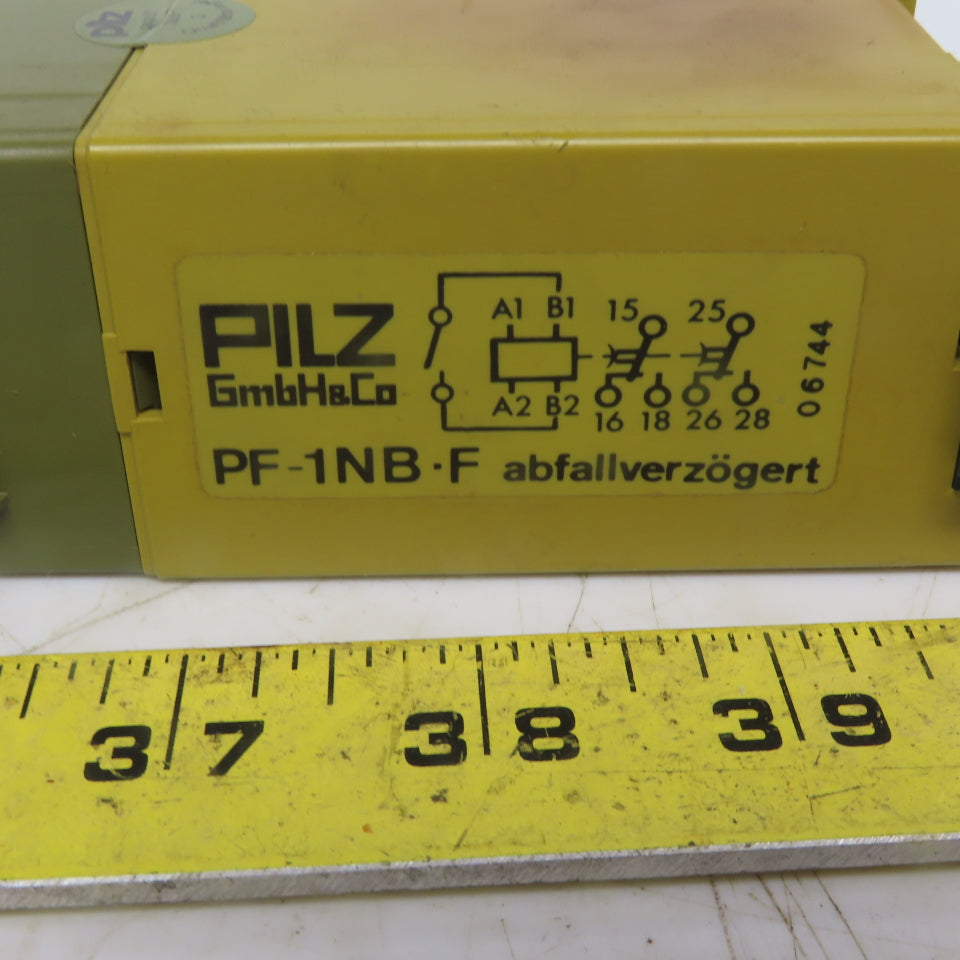 PILZ
GmbH&Co
A1 B1 15 25
A2 B2 16 18 26 28
06744
PF-1NB·F abfallverzögert
37 38 39